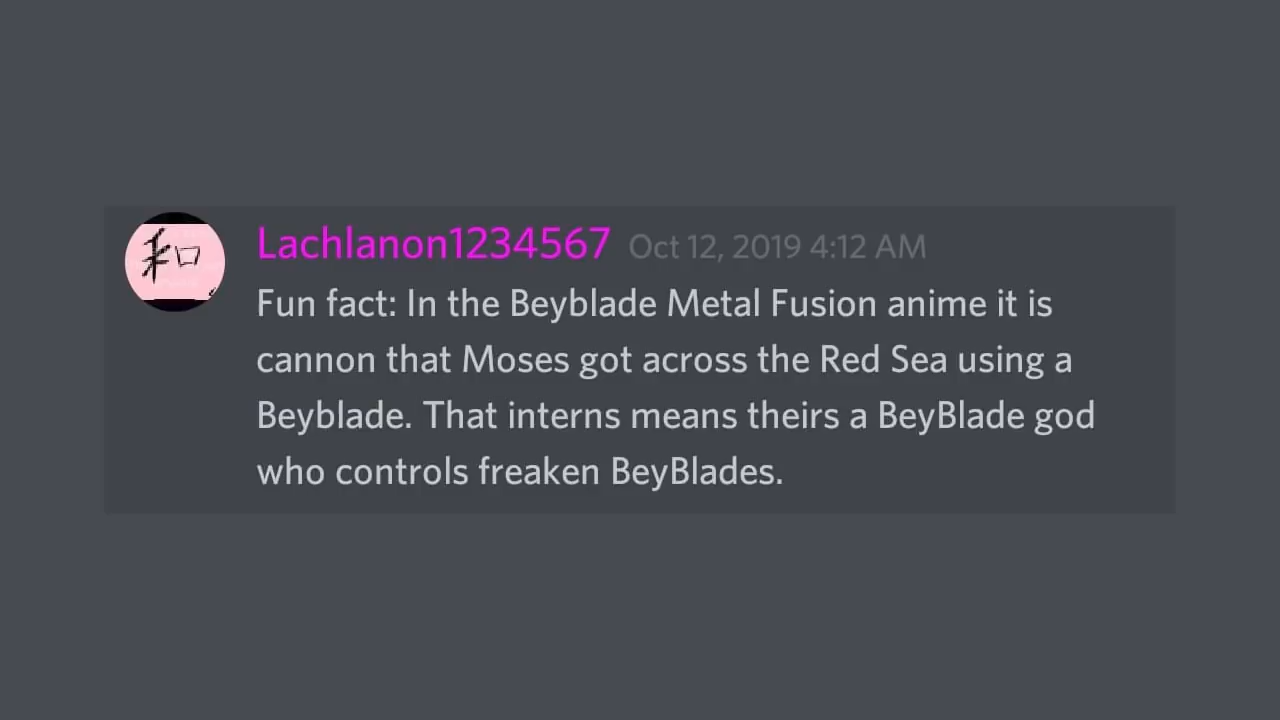 和
Lachlanon1234567 Oct 12, 2019 4:12 AM
Fun fact: In the Beyblade Metal Fusion anime it is
cannon that Moses got across the Red Sea using a
Beyblade. That interns means theirs a BeyBlade god
who controls freaken BeyBlades.